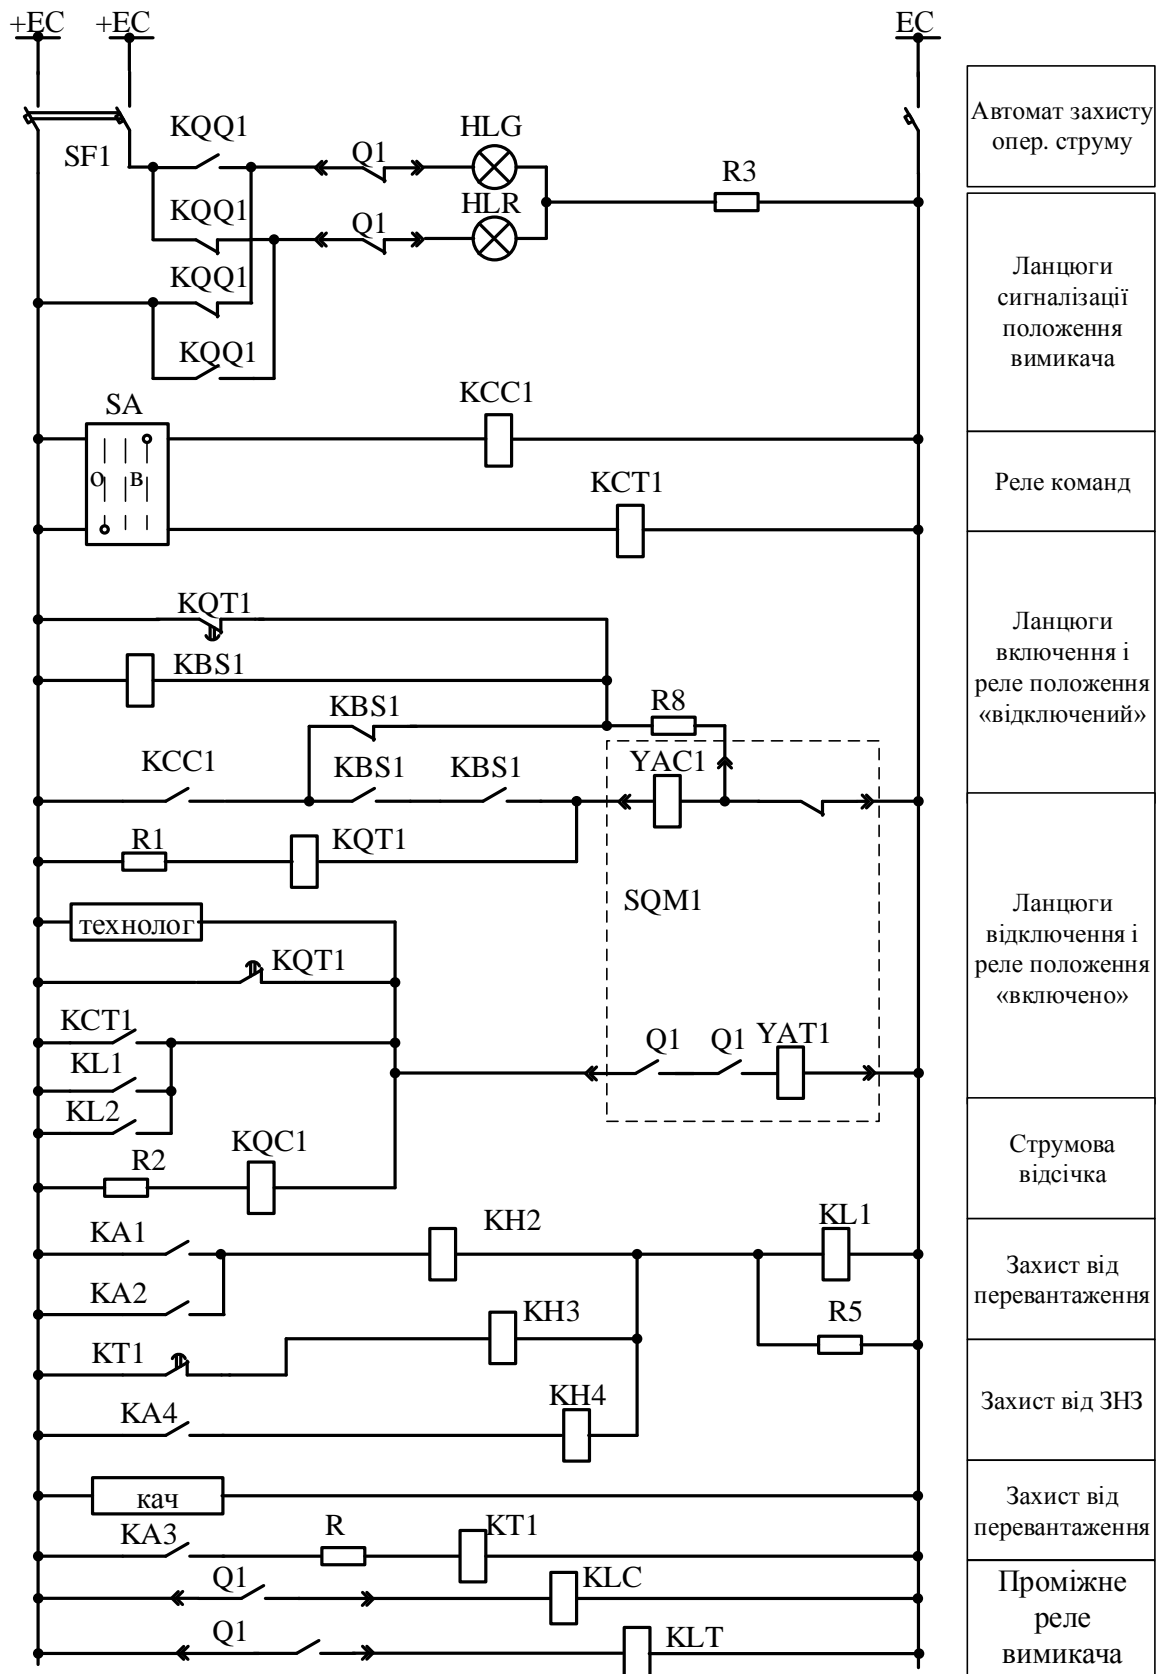 +EC
+EC
EC
SF1
KQQ1
Q1
HLG
R3
KQQ1
Q1
HLR
KQQ1
KQQ1
SA
о
в
KCC1
KCT1
KQT1
KBS1
KBS1
R8
KCC1
KBS1
KBS1
YAC1
R1
KQT1
SQM1
технолог
KQT1
KCT1
KL1
KL2
Q1
Q1
YAT1
R2
KQC1
KA1
KH2
KL1
KA2
KH3
R5
KT1
KA4
KH4
кач
KA3
R
KT1
Q1
KLC
Q1
KLT
Автомат захисту
опер. струму
Ланцюги
сигналізації
положення
вимикача
Реле команд
Ланцюги
включення і
реле положення
«відключений»
Ланцюги
відключення і
реле положення
«включено»
Струмова
відсічка
Захист від
перевантаження
Захист від ЗНЗ
Захист від
перевантаження
Проміжне
реле
вимикача